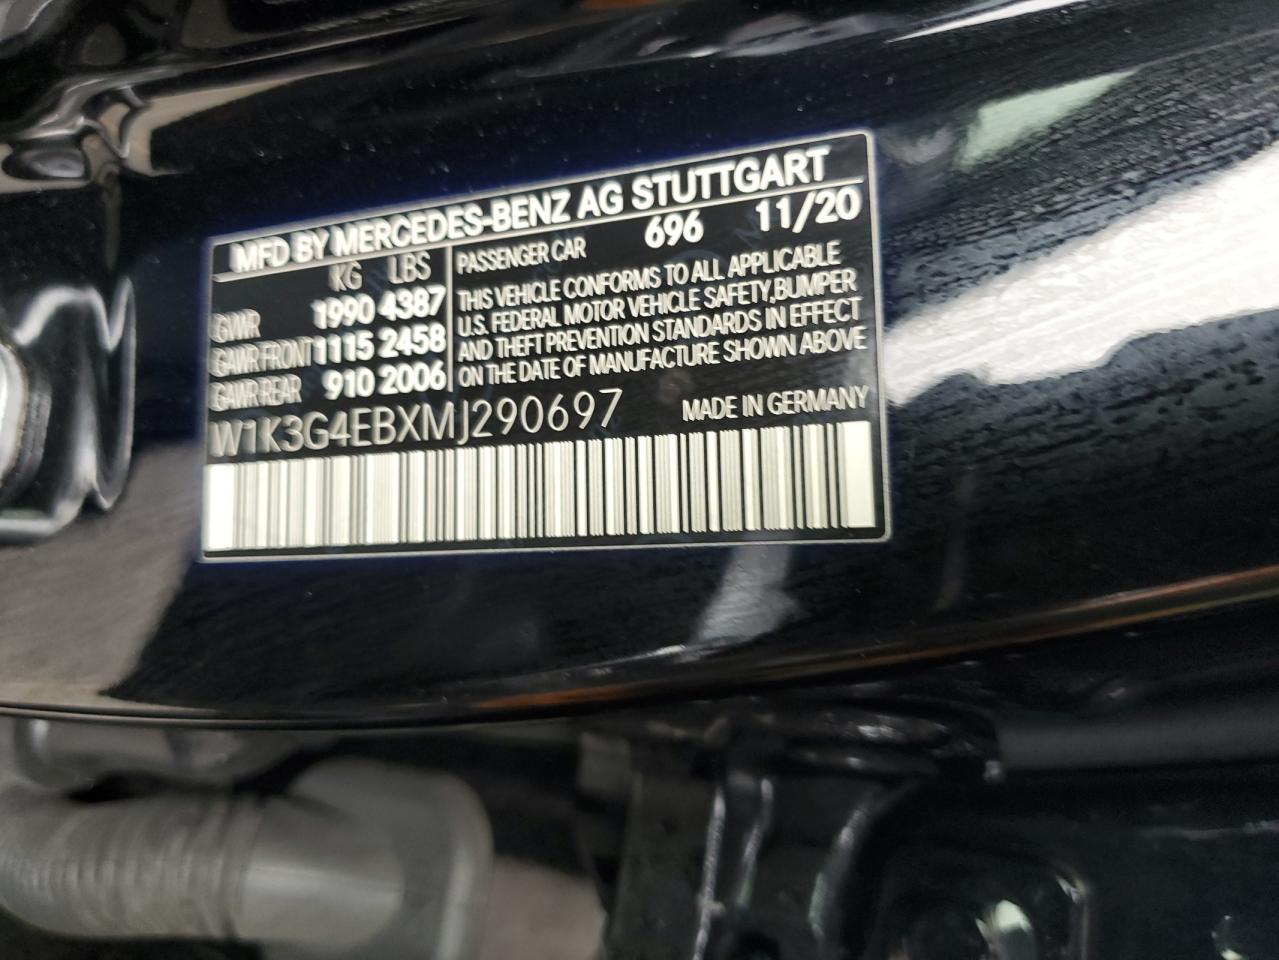 MFD BY MERCEDES-BENZ AG STUTTGART
KG LBS
GVWR 1990 4387
GAWR FRONT 1115 2458
GAWR REAR 910 2006
PASSENGER CAR 696 11/20
THIS VEHICLE CONFORMS TO ALL APPLICABLE
U.S. FEDERAL MOTOR VEHICLE SAFETY, BUMPER
AND THEFT PREVENTION STANDARDS IN EFFECT
ON THE DATE OF MANUFACTURE SHOWN ABOVE
W1K3G4EBXMJ290697 MADE IN GERMANY